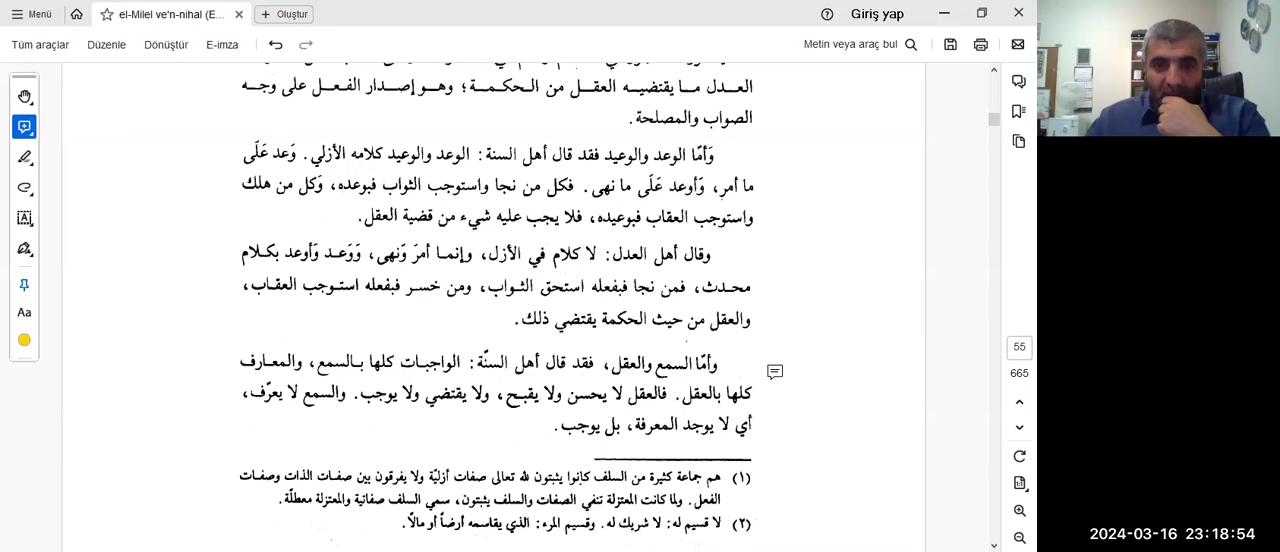 Menü
el-Milel ve'n-nihal (E...
Oluştur
Giriş yap
Tüm araçlar
Düzenle
Dönüştür
E-imza
Metin veya araç bul
العدل ما يقتضيه العقل من الحكمة؛ وهو إصدار الفعل على وجه
الصواب والمصلحة.
وَأمّا الوعد والوعيد فقد قال أهل السنة: الوعد والوعيد كلامه الأزلي. وَعد عَلَى
ما أمر، وَأوعد عَلَى ما نهى. فكل من نجا واستوجب الثواب فبوعده، وَكل من هلك
واستوجب العقاب فبوعيده، فلا يجب عليه شيء من قضية العقل.
وقال أهل العدل: لا كلام في الأزل، وإنما أمرَ وَنهى، وَوَعد وَأوعد بكلام
محدث، فمن نجا فبفعله استحق الثواب، ومن خسر فبفعله استوجب العقاب،
والعقل من حيث الحكمة يقتضي ذلك.
وأمّا السمع والعقل، فقد قال أهل السنّة: الواجبات كلها بالسمع، والمعارف
كلها بالعقل. فالعقل لا يحسن ولا يقبح، ولا يقتضي ولا يوجب. والسمع لا يعرّف،
أي لا يوجد المعرفة، بل يوجب.
(١) هم جماعة كثيرة من السلف كانوا يثبتون لله تعالى صفات أزليّة ولا يفرقون بين صفات الذات وصفات
الفعل. ولما كانت المعتزلة تنفي الصفات والسلف يثبتون، سمي السلف صفاتية والمعتزلة معطلّة.
(٢) لا قسيم له: لا شريك له. وقسيم المرء: الذي يقاسمه أرضاً أو مالاً.
Aa
55
665
2024-03-16 23:18:54